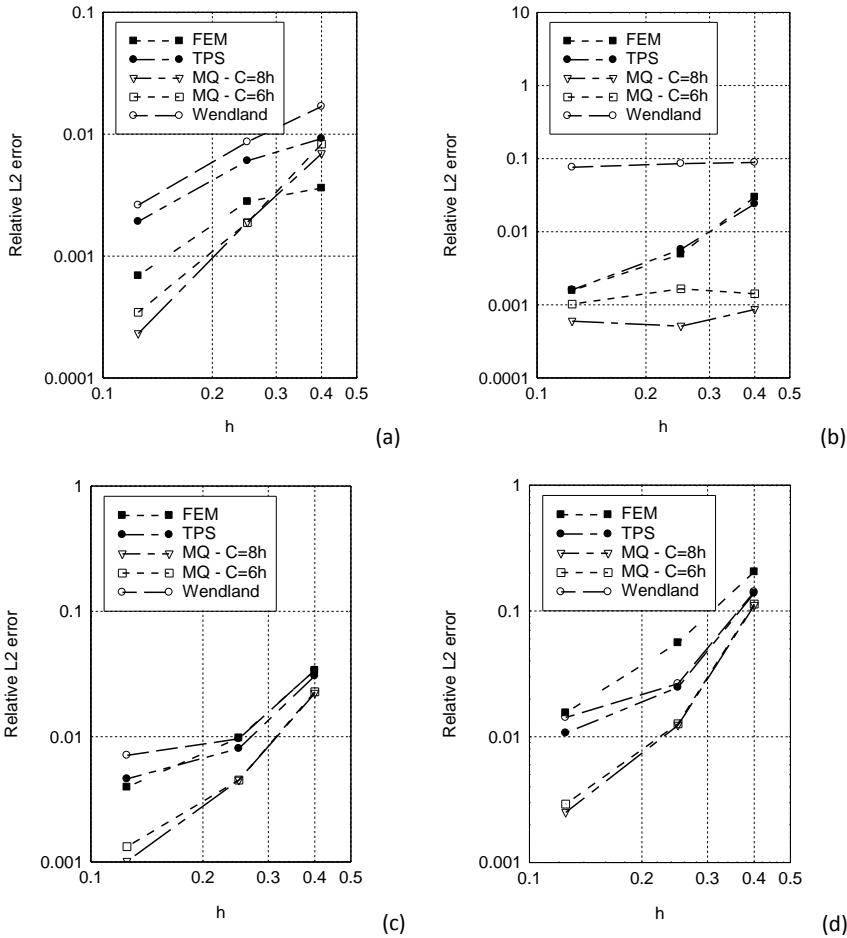 0.1
FEM
TPS
MQ - C=8h
MQ - C=6h
Wendland
0.01
0.001
0.0001
Relative L2 error
0.1
0.2
0.3
0.4
0.5
h
(a)
10
FEM
TPS
MQ - C=8h
MQ - C=6h
Wendland
1
0.1
0.01
0.001
0.0001
Relative L2 error
0.1
0.2
0.3
0.4
0.5
h
(b)
1
FEM
TPS
MQ - C=8h
MQ - C=6h
Wendland
0.1
0.01
0.001
Relative L2 error
0.1
0.2
0.3
0.4
0.5
h
(c)
1
FEM
TPS
MQ - C=8h
MQ - C=6h
Wendland
0.1
0.01
0.001
Relative L2 error
0.1
0.2
0.3
0.4
0.5
h
(d)